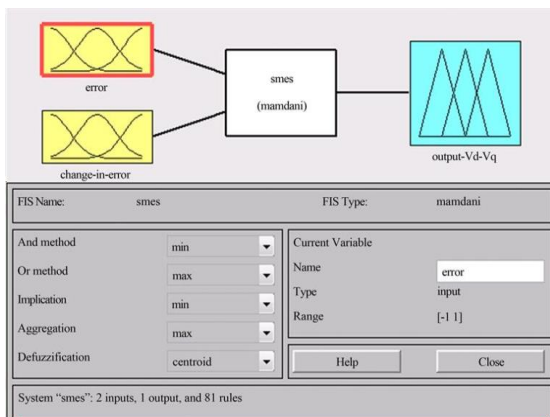 error
smes
(mamdani)
change-in-error
output-Vd-Vq
FIS Name: smes FIS Type: mamdani
And method min
Or method max
Implication min
Aggregation max
Defuzzification centroid
Current Variable
Name error
Type input
Range [-1 1]
Help Close
System “smes”: 2 inputs, 1 output, and 81 rules